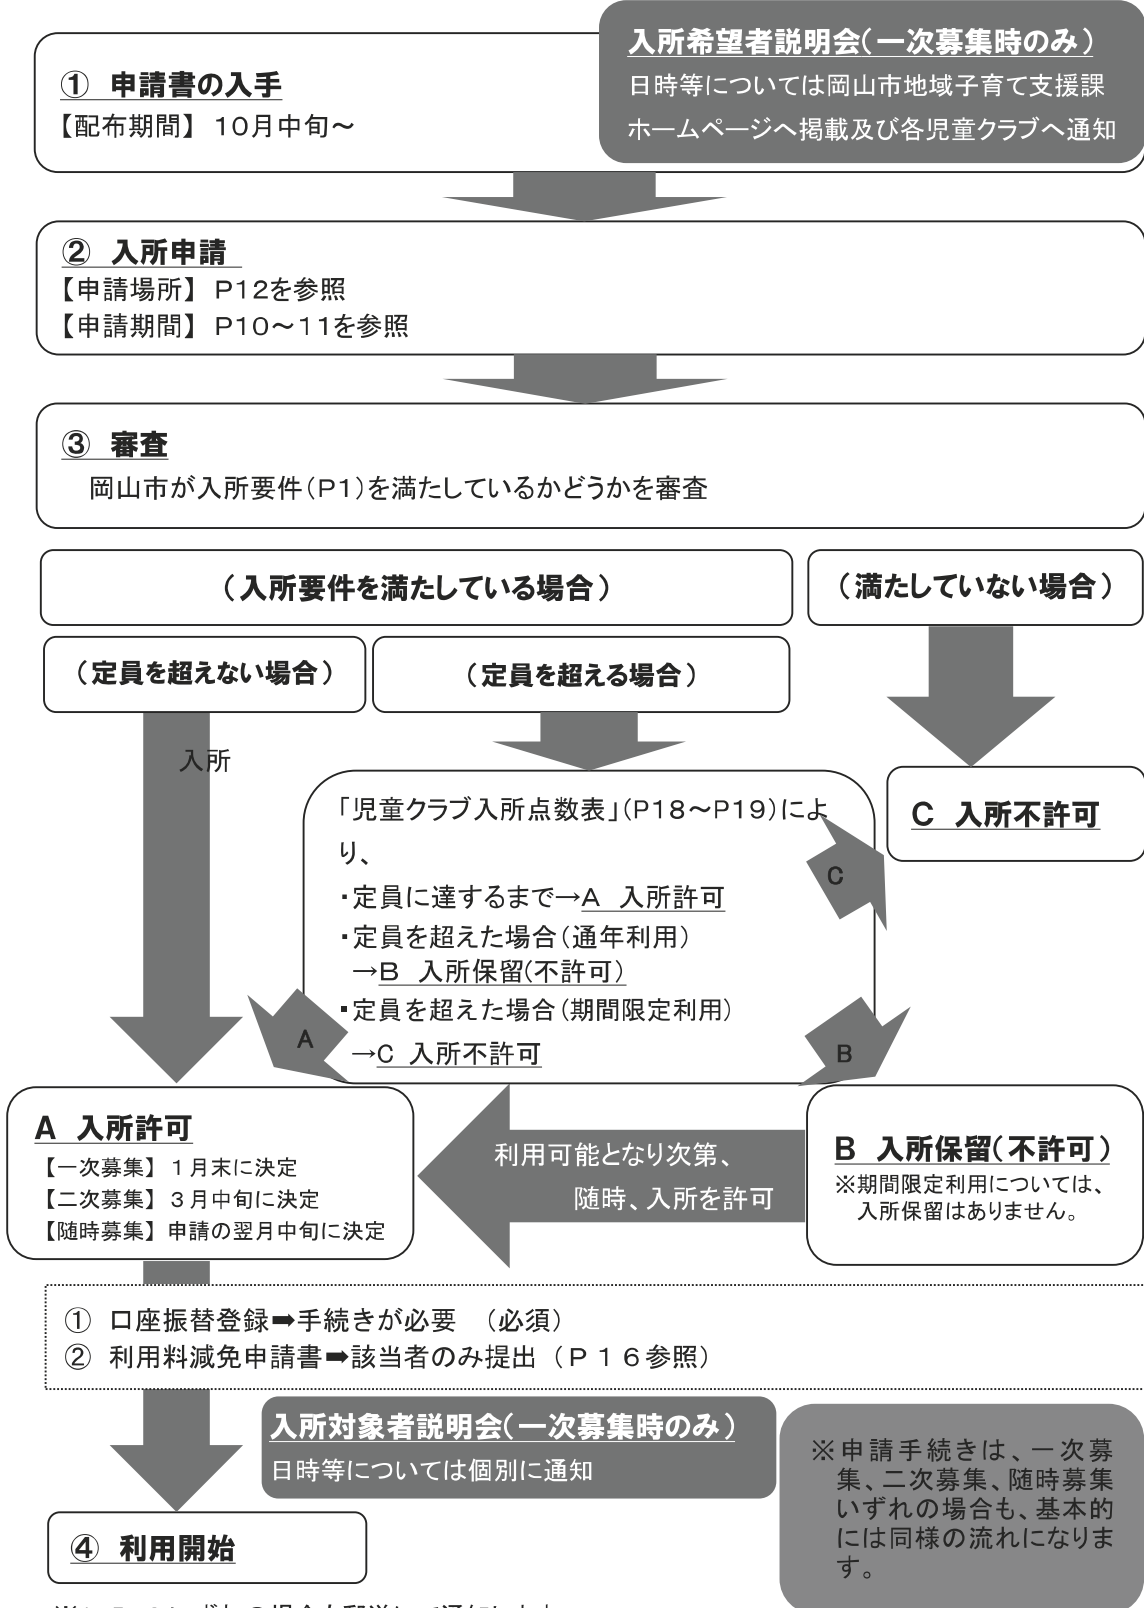 入所希望者説明会(一次募集時のみ)
日時等については岡山市地域子育て支援課
ホームページへ掲載及び各児童クラブへ通知
① 申請書の入手
【配布期間】 10月中旬~
② 入所申請
【申請場所】 P12を参照
【申請期間】 P10~11を参照
③ 審査
岡山市が入所要件(P1)を満たしているかどうかを審査
(入所要件を満たしている場合)
(満たしていない場合)
(定員を超えない場合)
(定員を超える場合)
入所
「児童クラブ入所点数表」(P18~P19)によ
り、
・定員に達するまで→A 入所許可
・定員を超えた場合(通年利用)
→B 入所保留(不許可)
・定員を超えた場合(期間限定利用)
→C 入所不許可
C 入所不許可
C
A
B
A 入所許可
【一次募集】 1月末に決定
【二次募集】 3月中旬に決定
【随時募集】 申請の翌月中旬に決定
利用可能となり次第、
随時、入所を許可
B 入所保留(不許可)
※期間限定利用については、
入所保留はありません。
① 口座振替登録➡手続きが必要 (必須)
② 利用料減免申請書➡該当者のみ提出(P16参照)
入所対象者説明会(一次募集時のみ)
日時等については個別に通知
※申請手続きは、一次募
集、二次募集、随時募集
いずれの場合も、基本的
には同様の流れになりま
す。
④ 利用開始